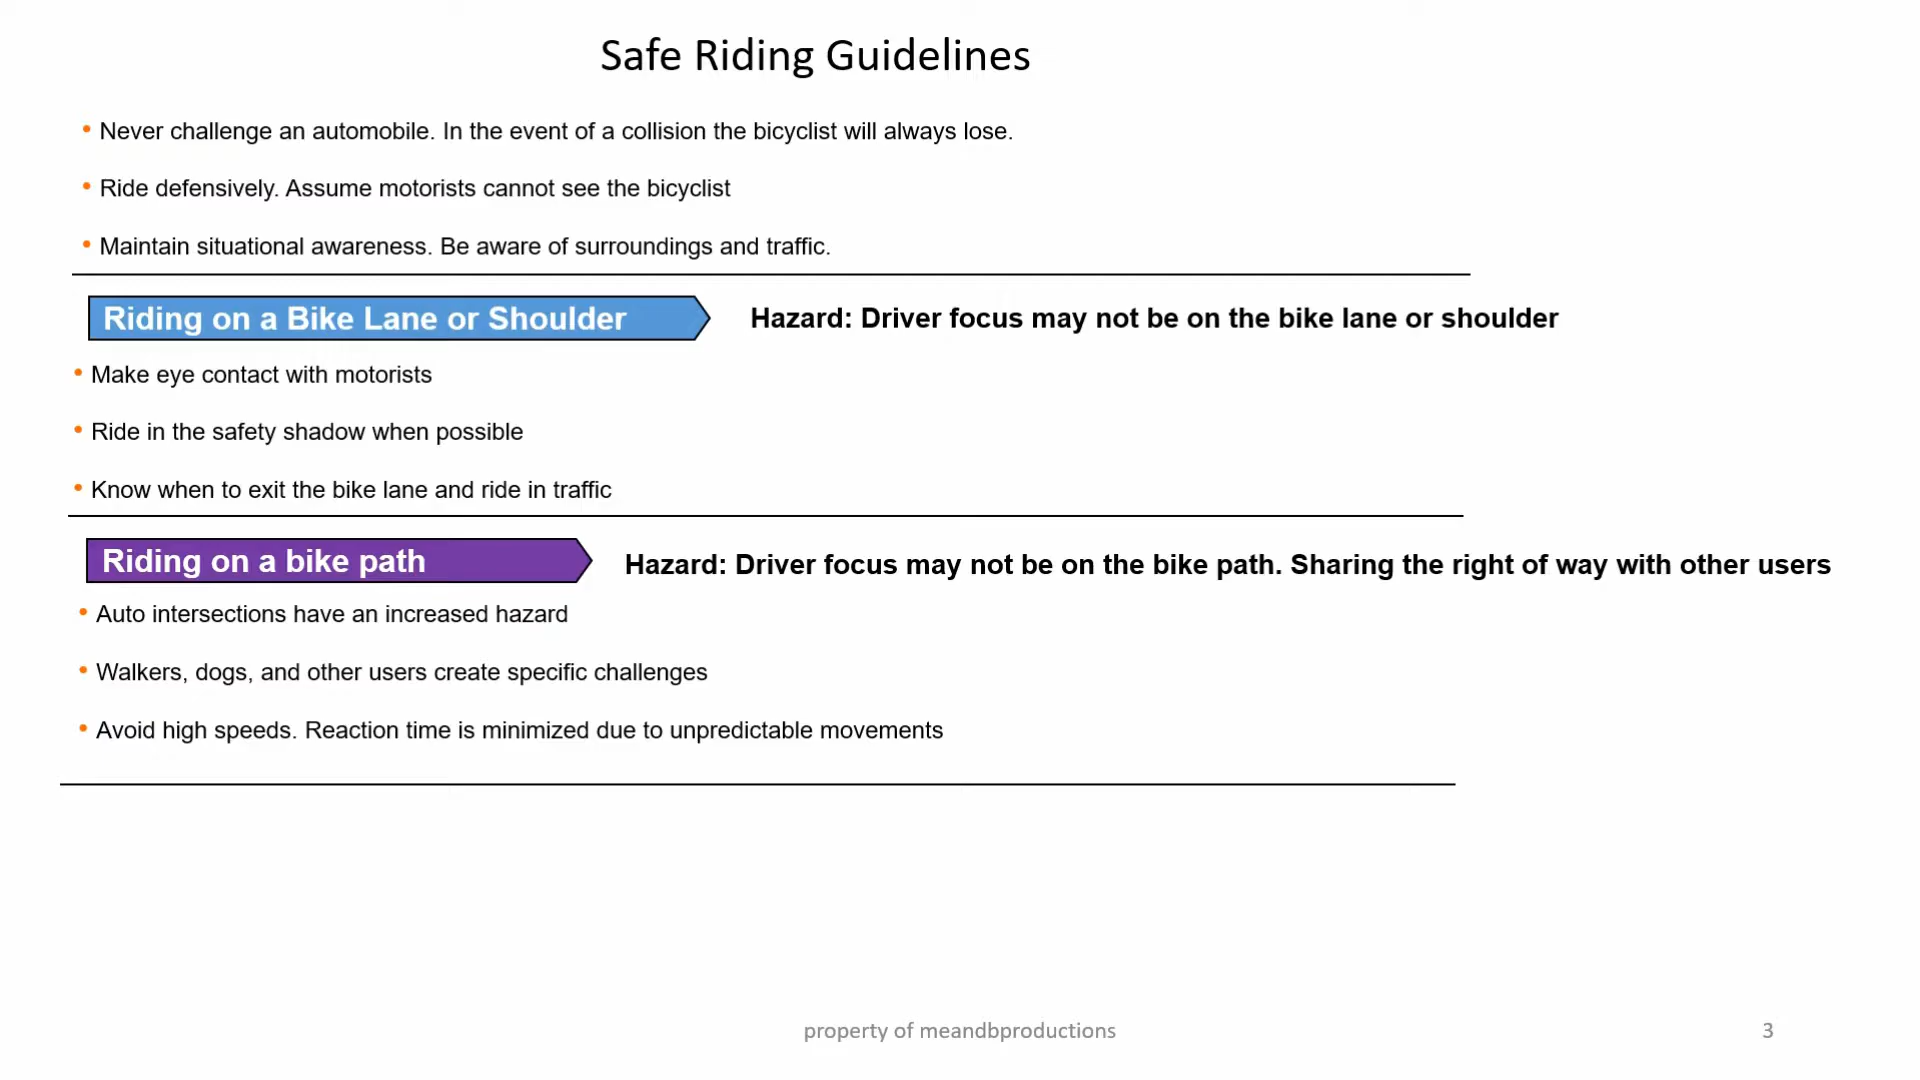 Safe Riding Guidelines
• Never challenge an automobile. In the event of a collision the bicyclist will always lose.
• Ride defensively. Assume motorists cannot see the bicyclist
• Maintain situational awareness. Be aware of surroundings and traffic.
Riding on a Bike Lane or Shoulder
Hazard: Driver focus may not be on the bike lane or shoulder
• Make eye contact with motorists
• Ride in the safety shadow when possible
• Know when to exit the bike lane and ride in traffic
Riding on a bike path
Hazard: Driver focus may not be on the bike path. Sharing the right of way with other users
• Auto intersections have an increased hazard
• Walkers, dogs, and other users create specific challenges
• Avoid high speeds. Reaction time is minimized due to unpredictable movements
property of meandbproductions
3